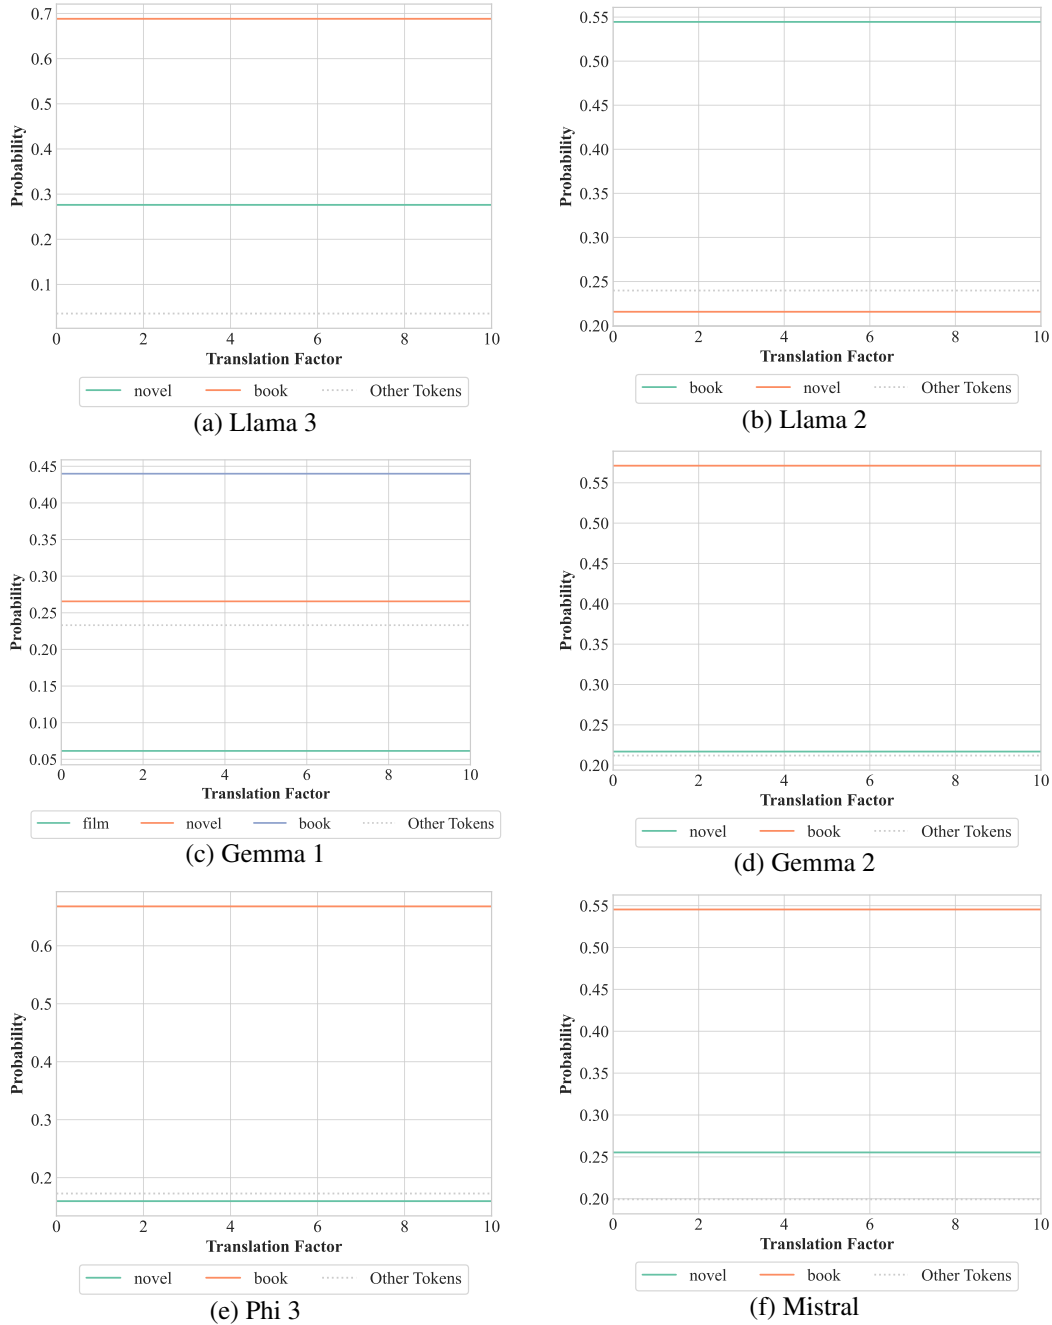 0.7
0.6
0.5
0.4
0.3
0.2
0.1
Probability
0 2 4 6 8 10
Translation Factor
novel book Other Tokens
(a) Llama 3
0.55
0.50
0.45
0.40
0.35
0.30
0.25
0.20
Probability
0 2 4 6 8 10
Translation Factor
book novel Other Tokens
(b) Llama 2
0.45
0.40
0.35
0.30
0.25
0.20
0.15
0.10
0.05
Probability
0 2 4 6 8 10
Translation Factor
film novel book Other Tokens
(c) Gemma 1
0.55
0.50
0.45
0.40
0.35
0.30
0.25
0.20
Probability
0 2 4 6 8 10
Translation Factor
novel book Other Tokens
(d) Gemma 2
0.6
0.5
0.4
0.3
0.2
Probability
0 2 4 6 8 10
Translation Factor
novel book Other Tokens
(e) Phi 3
0.55
0.50
0.45
0.40
0.35
0.30
0.25
0.20
Probability
0 2 4 6 8 10
Translation Factor
novel book Other Tokens
(f) Mistral